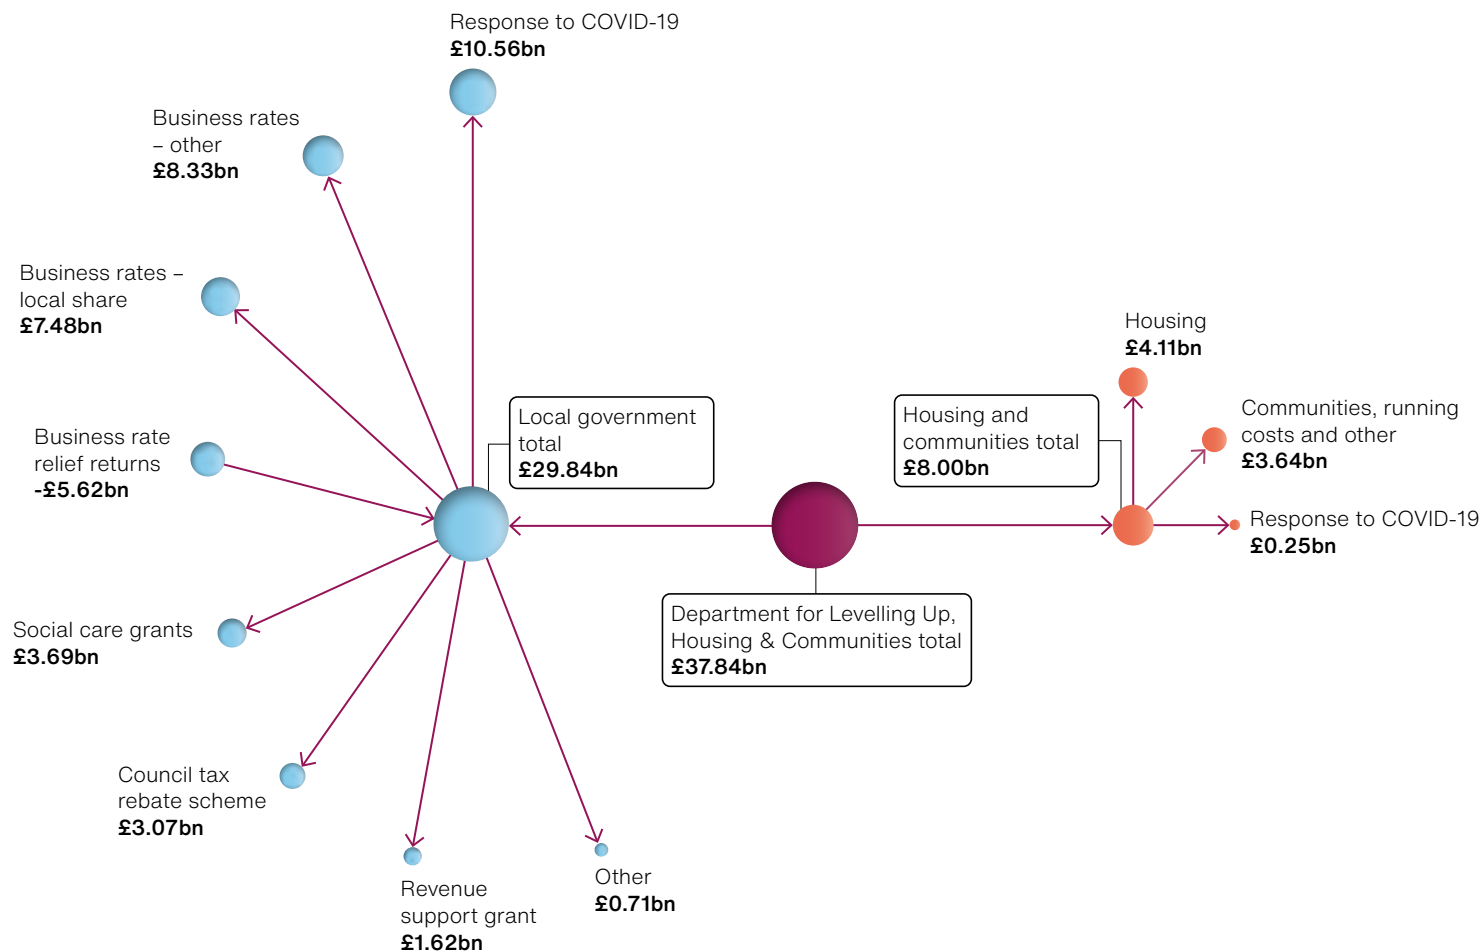 Response to COVID-19
£10.56bn
Business rates
– other
£8.33bn
Business rates –
local share
£7.48bn
Business rate
relief returns
-£5.62bn
Social care grants
£3.69bn
Council tax
rebate scheme
£3.07bn
Revenue
support grant
£1.62bn
Other
£0.71bn
Local government
total
£29.84bn
Department for Levelling Up,
Housing & Communities total
£37.84bn
Housing and
communities total
£8.00bn
Housing
£4.11bn
Communities, running
costs and other
£3.64bn
Response to COVID-19
£0.25bn